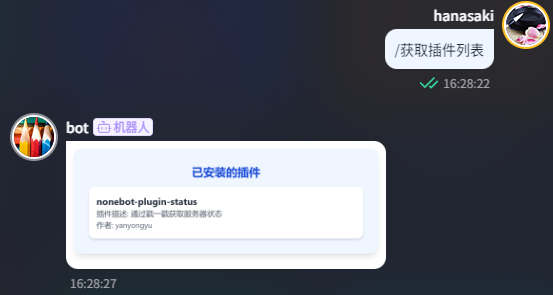 hanasaki
/获取插件列表
16:28:22
bot 机器人
已安装的插件
nonebot-plugin-status
插件描述: 通过戳一戳获取服务器状态
作者: yanyongyu
16:28:27